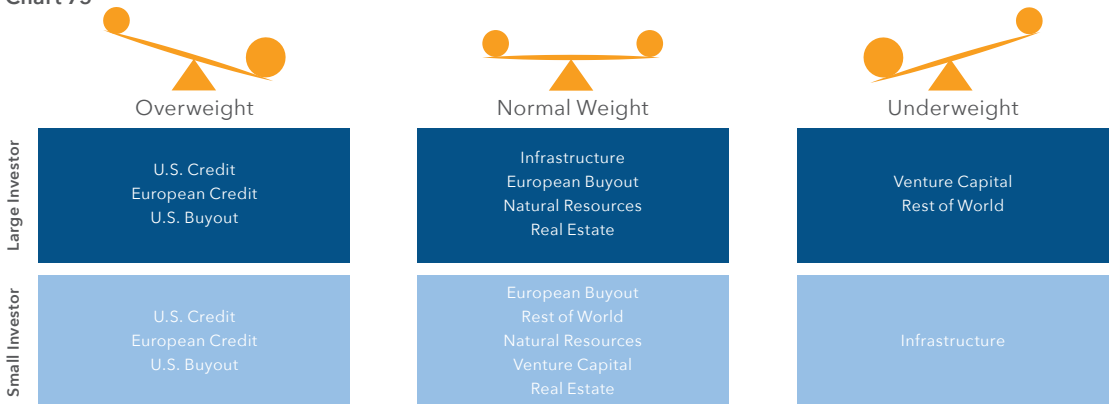 Chart 75
Overweight
Normal Weight
Underweight
Large Investor
U.S. Credit
European Credit
U.S. Buyout
Infrastructure
European Buyout
Natural Resources
Real Estate
Venture Capital
Rest of World
Small Investor
U.S. Credit
European Credit
U.S. Buyout
European Buyout
Rest of World
Natural Resources
Venture Capital
Real Estate
Infrastructure